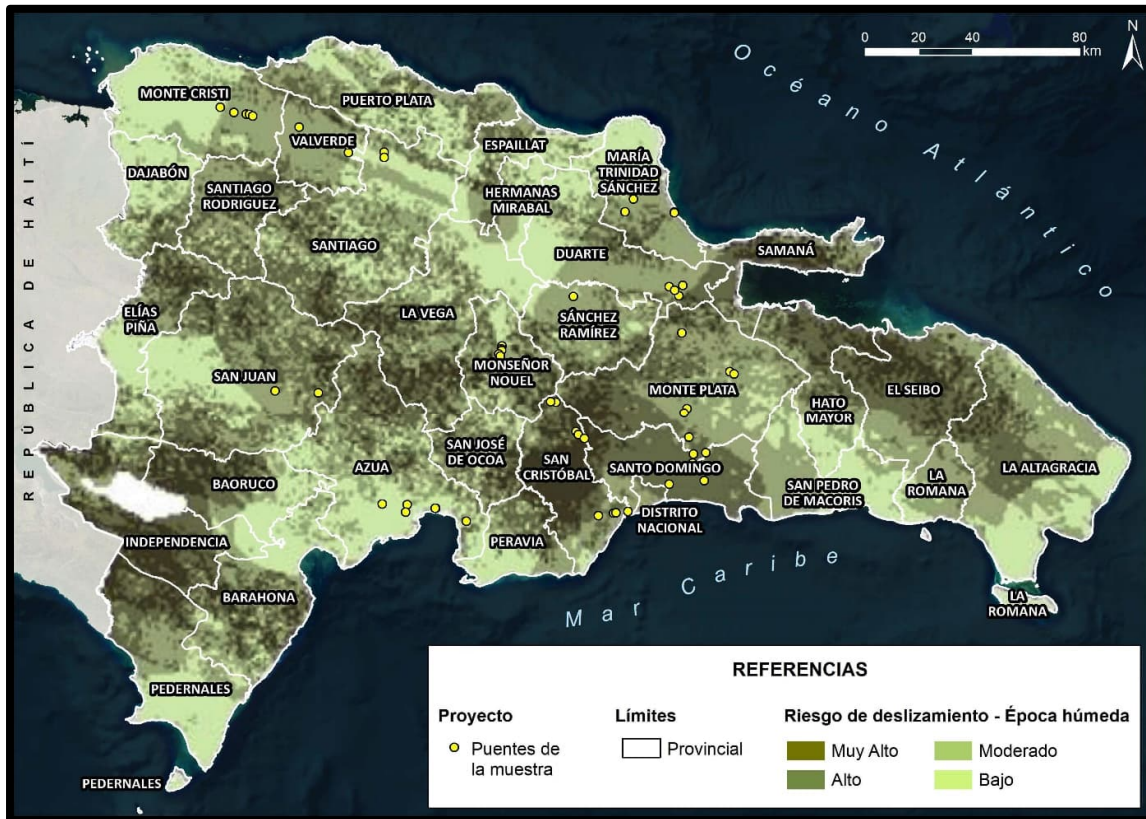 0 20 40 60 80
km
N
Océano Atlántico
REPÚBLICA DE HAITÍ
MONTE CRISTI
PUERTO PLATA
VALVERDE
ESPAILLAT
DAJABÓN
MARÍA
TRINIDAD
SÁNCHEZ
SANTIAGO
RODRIGUEZ
HERMANAS
MIRABAL
SANTIAGO
DUARTE
SAMANÁ
ELÍAS
PIÑA
LA VEGA
SÁNCHEZ
RAMÍREZ
SAN JUAN
MONSEÑOR
NOUEL
MONTE PLATA
EL SEIBO
HATO
MAYOR
SAN JOSÉ
DE OCOA
SAN
CRISTÓBAL
AZUA
BAORUCO
SANTO DOMINGO
LA ALTAGRACIA
LA
ROMANA
SAN PEDRO
DE MACORIS
DISTRITO
NACIONAL
INDEPENDENCIA
PERAVIA
BARAHONA
LA
ROMANA
Mar Caribe
PEDERNALES
PEDERNALES
REFERENCIAS
Proyecto
Puentes de
la muestra
Límites
Provincial
Riesgo de deslizamiento - Época húmeda
Muy Alto
Moderado
Alto
Bajo